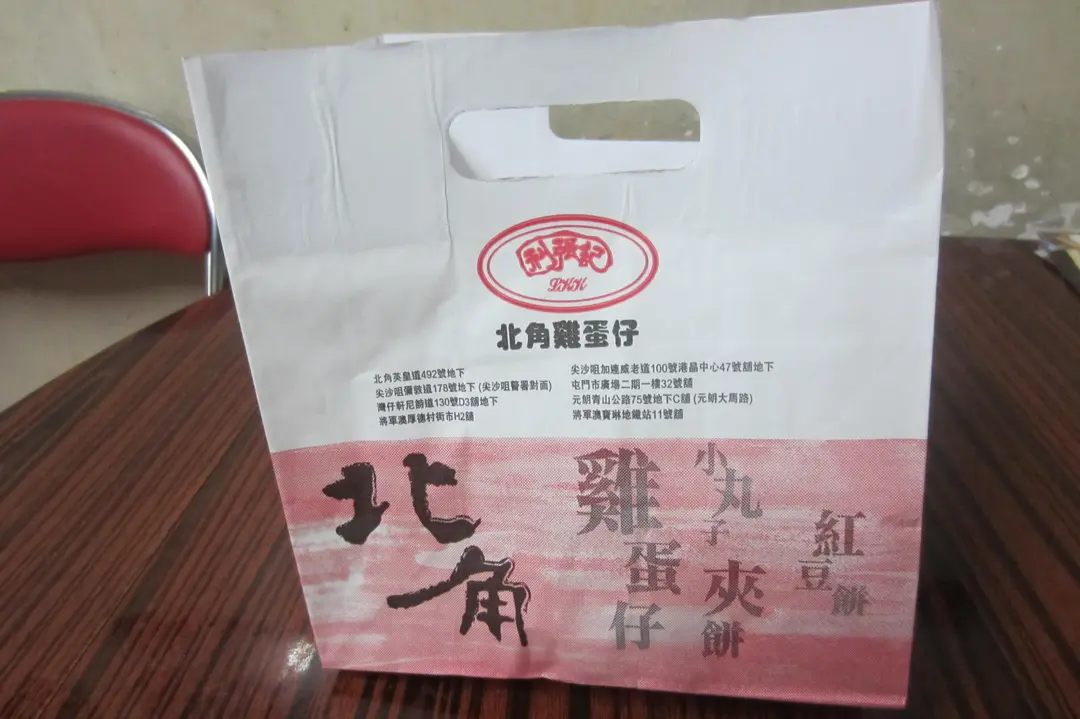 利強記
LKK
北角雞蛋仔
北角英皇道492號地下
尖沙咀彌敦道178號地下 (尖沙咀警署對面)
灣仔軒尼詩道130號D3舖地下
將軍澳厚德村街市H2舖
尖沙咀加連威老道100號港晶中心47號舖地下
屯門市廣場二期一樓32號舖
元朗青山公路75號地下C舖 (元朗大馬路)
將軍澳寶琳地鐵站11號舖
北角
雞蛋仔
小丸子
夾餅
紅豆餅